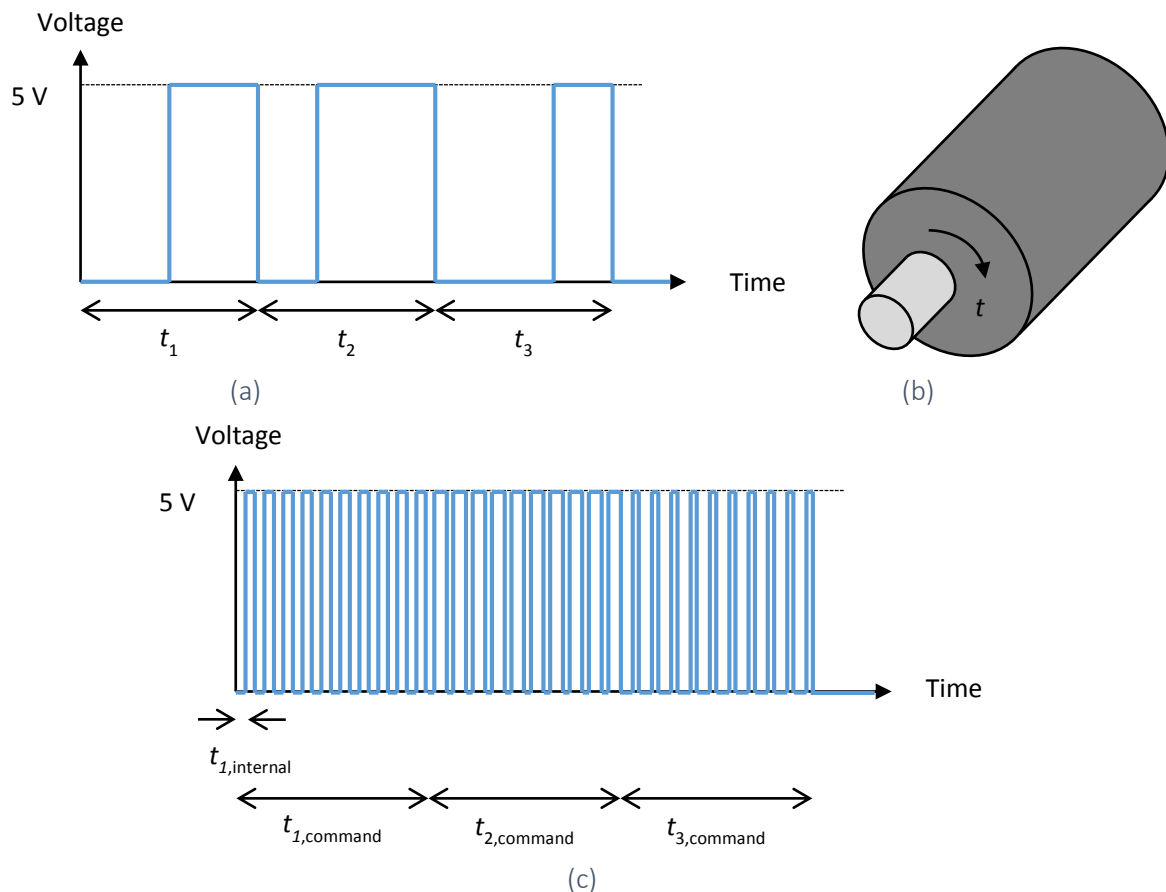 Voltage
5 V
Time
t1
t2
t3
(a)
t
(b)
Voltage
5 V
Time
t1,internal
t1,command
t2,command
t3,command
(c)